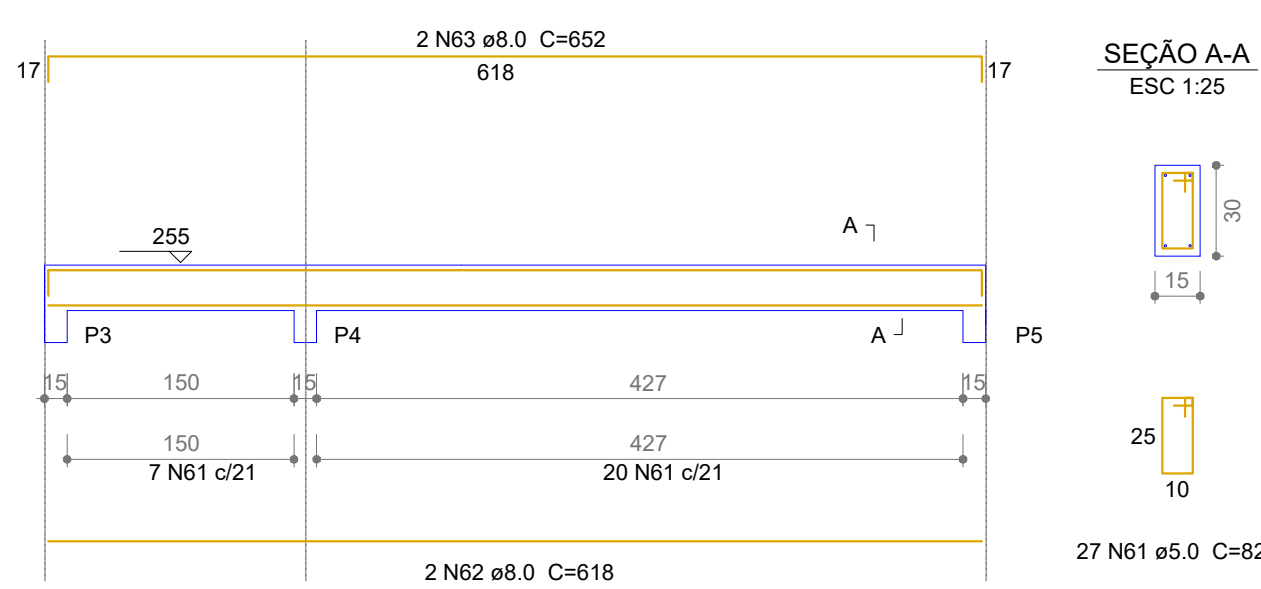 2 N63 ø8.0 C=652
17
618
17
SEÇÃO A-A
ESC 1:25
255
A
30
15
P3
P4
A
P5
15
150
15
427
15
150
427
7 N61 c/21
20 N61 c/21
25
10
2 N62 ø8.0 C=618
27 N61 ø5.0 C=82